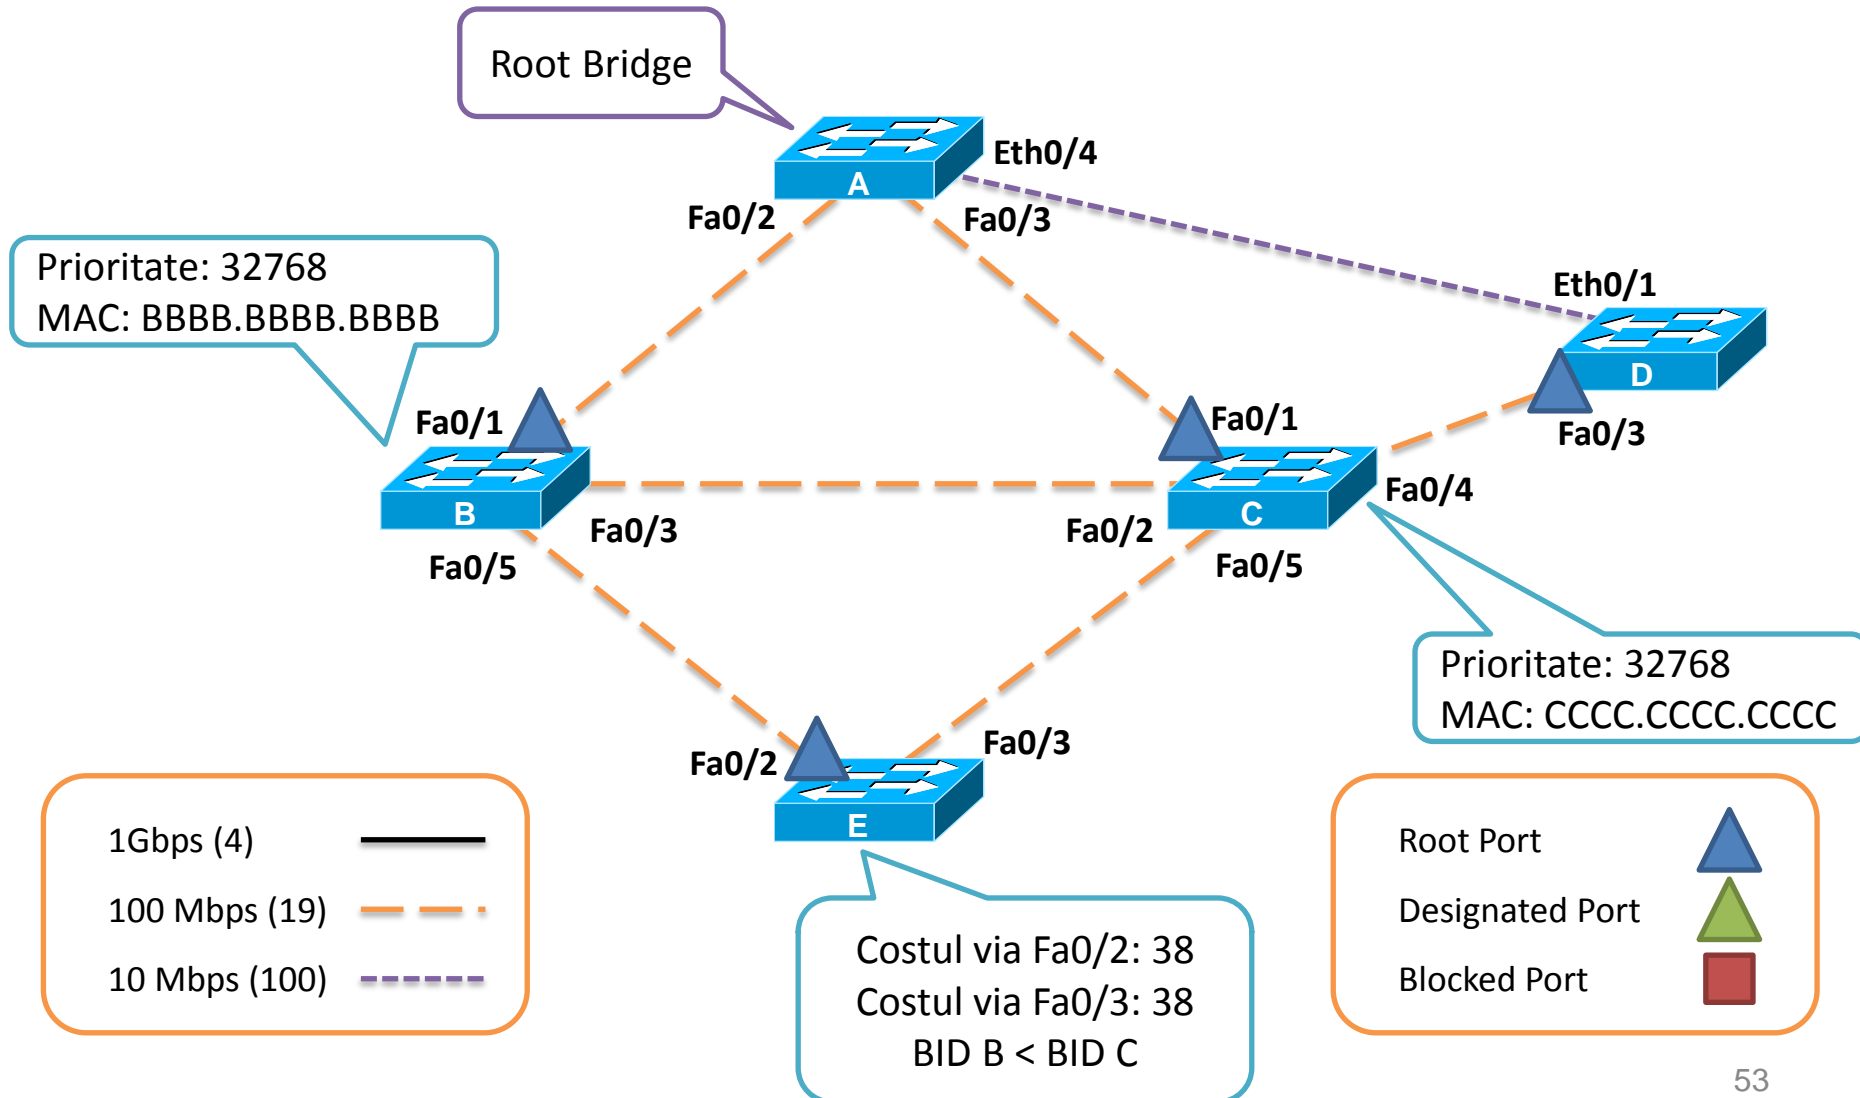 Root Bridge
A
Eth0/4
Fa0/2
Fa0/3
Prioritate: 32768
MAC: BBBB.BBBB.BBBB
Eth0/1
D
Fa0/3
Fa0/1
B
Fa0/3
Fa0/5
Fa0/1
C
Fa0/2
Fa0/4
Fa0/5
Prioritate: 32768
MAC: CCCC.CCCC.CCCC
Fa0/2
Fa0/3
E
1Gbps (4)
100 Mbps (19)
10 Mbps (100)
Costul via Fa0/2: 38
Costul via Fa0/3: 38
BID B < BID C
Root Port
Designated Port
Blocked Port
53